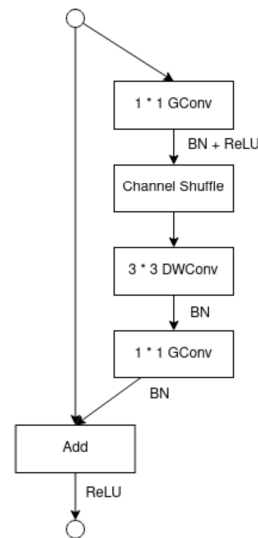 1 * 1 GConv
BN + ReLU
Channel Shuffle
3 * 3 DWConv
BN
1 * 1 GConv
BN
Add
ReLU